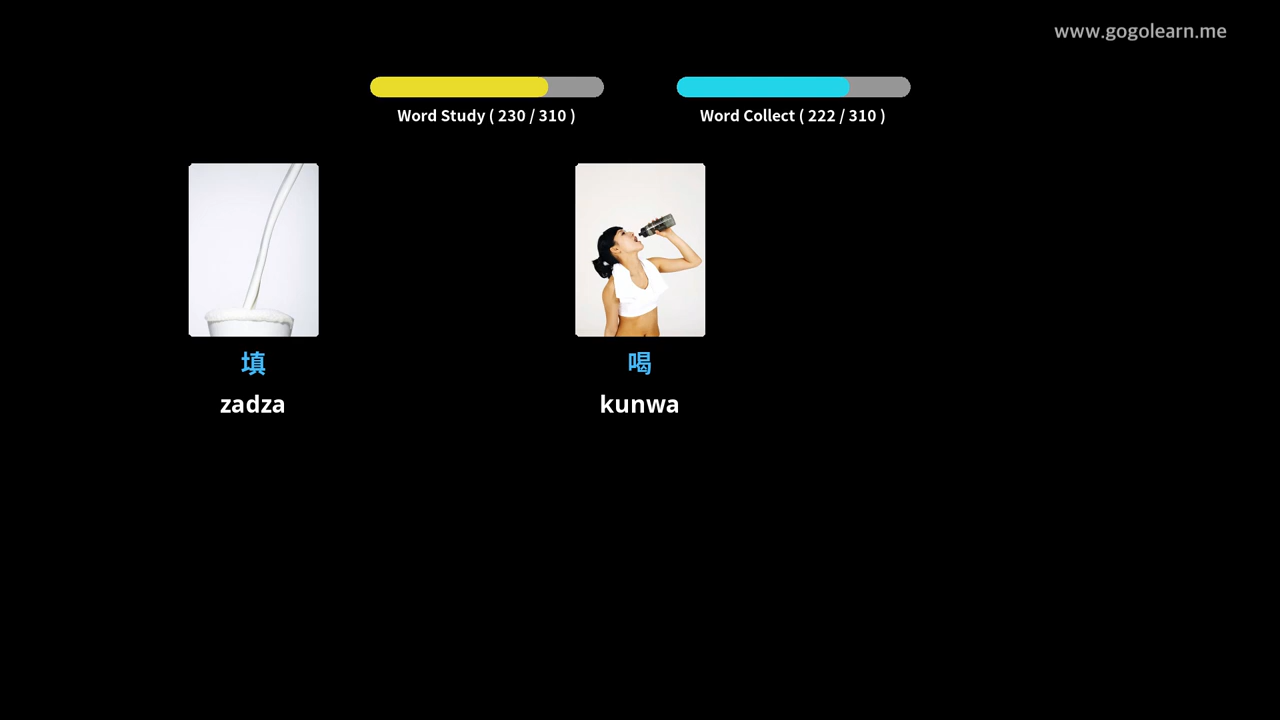 www.gogolearn.me
Word Study ( 230 / 310 )
Word Collect ( 222 / 310 )
填
喝
zadza
kunwa